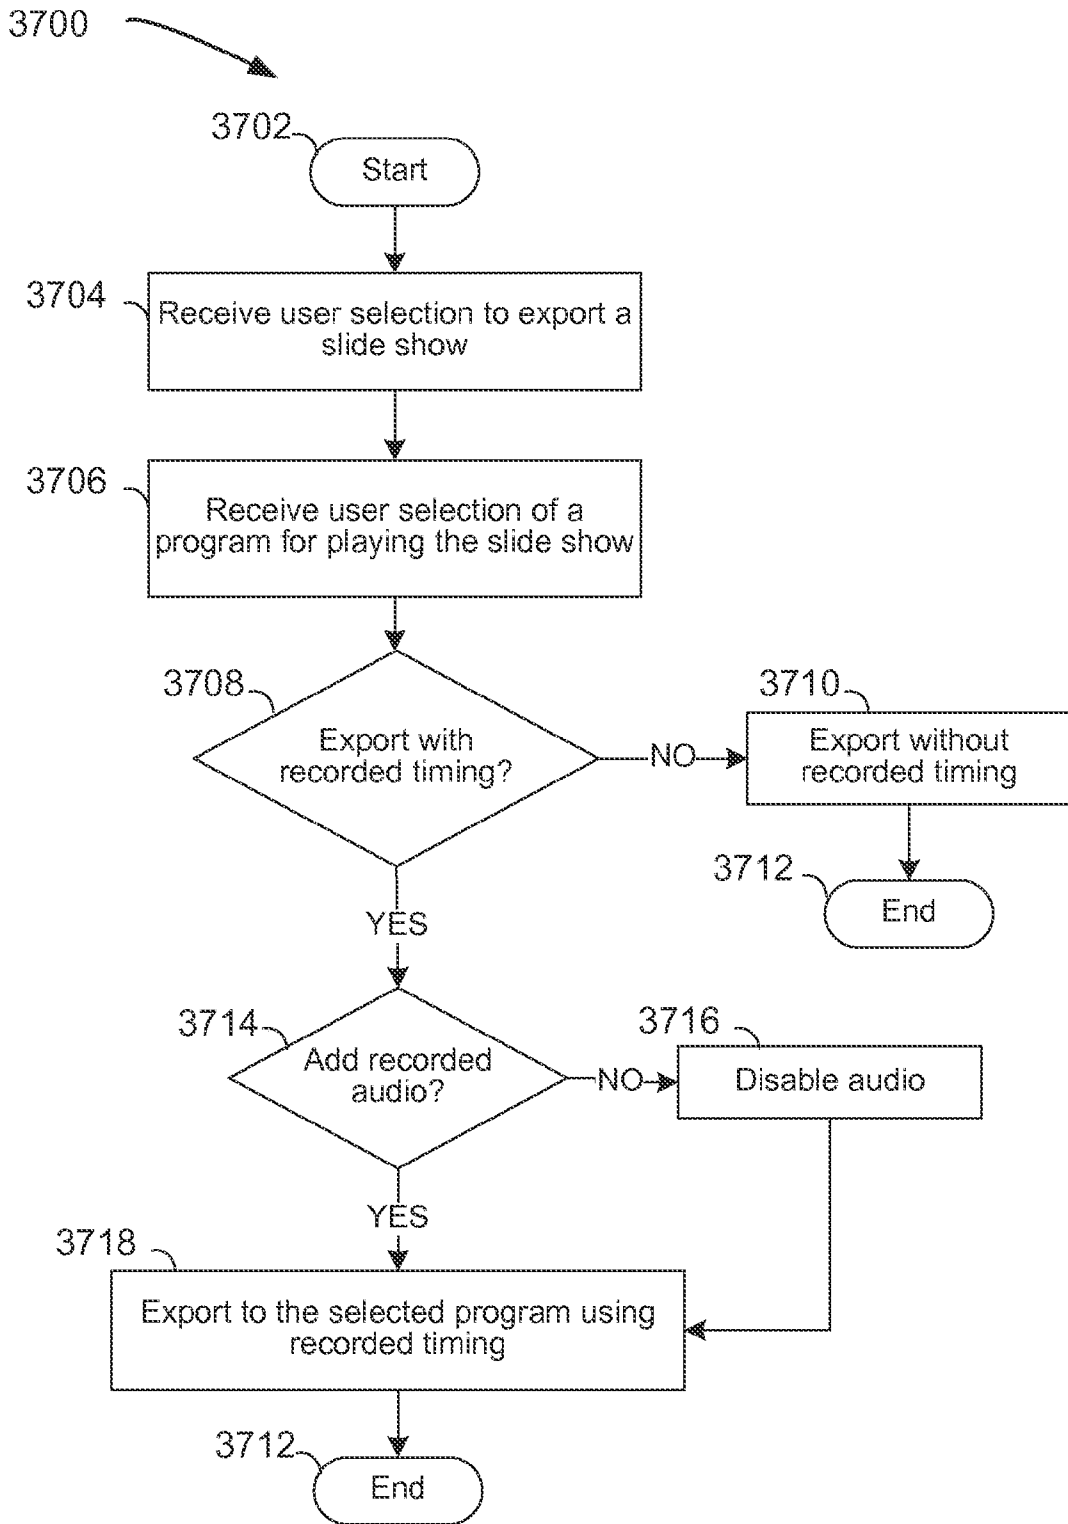 3700
3702
Start
3704
Receive user selection to export a
slide show
3706
Receive user selection of a
program for playing the slide show
3708
Export with
recorded timing?
NO
3710
Export without
recorded timing
3712
End
YES
3714
Add recorded
audio?
NO
3716
Disable audio
YES
3718
Export to the selected program using
recorded timing
3712
End